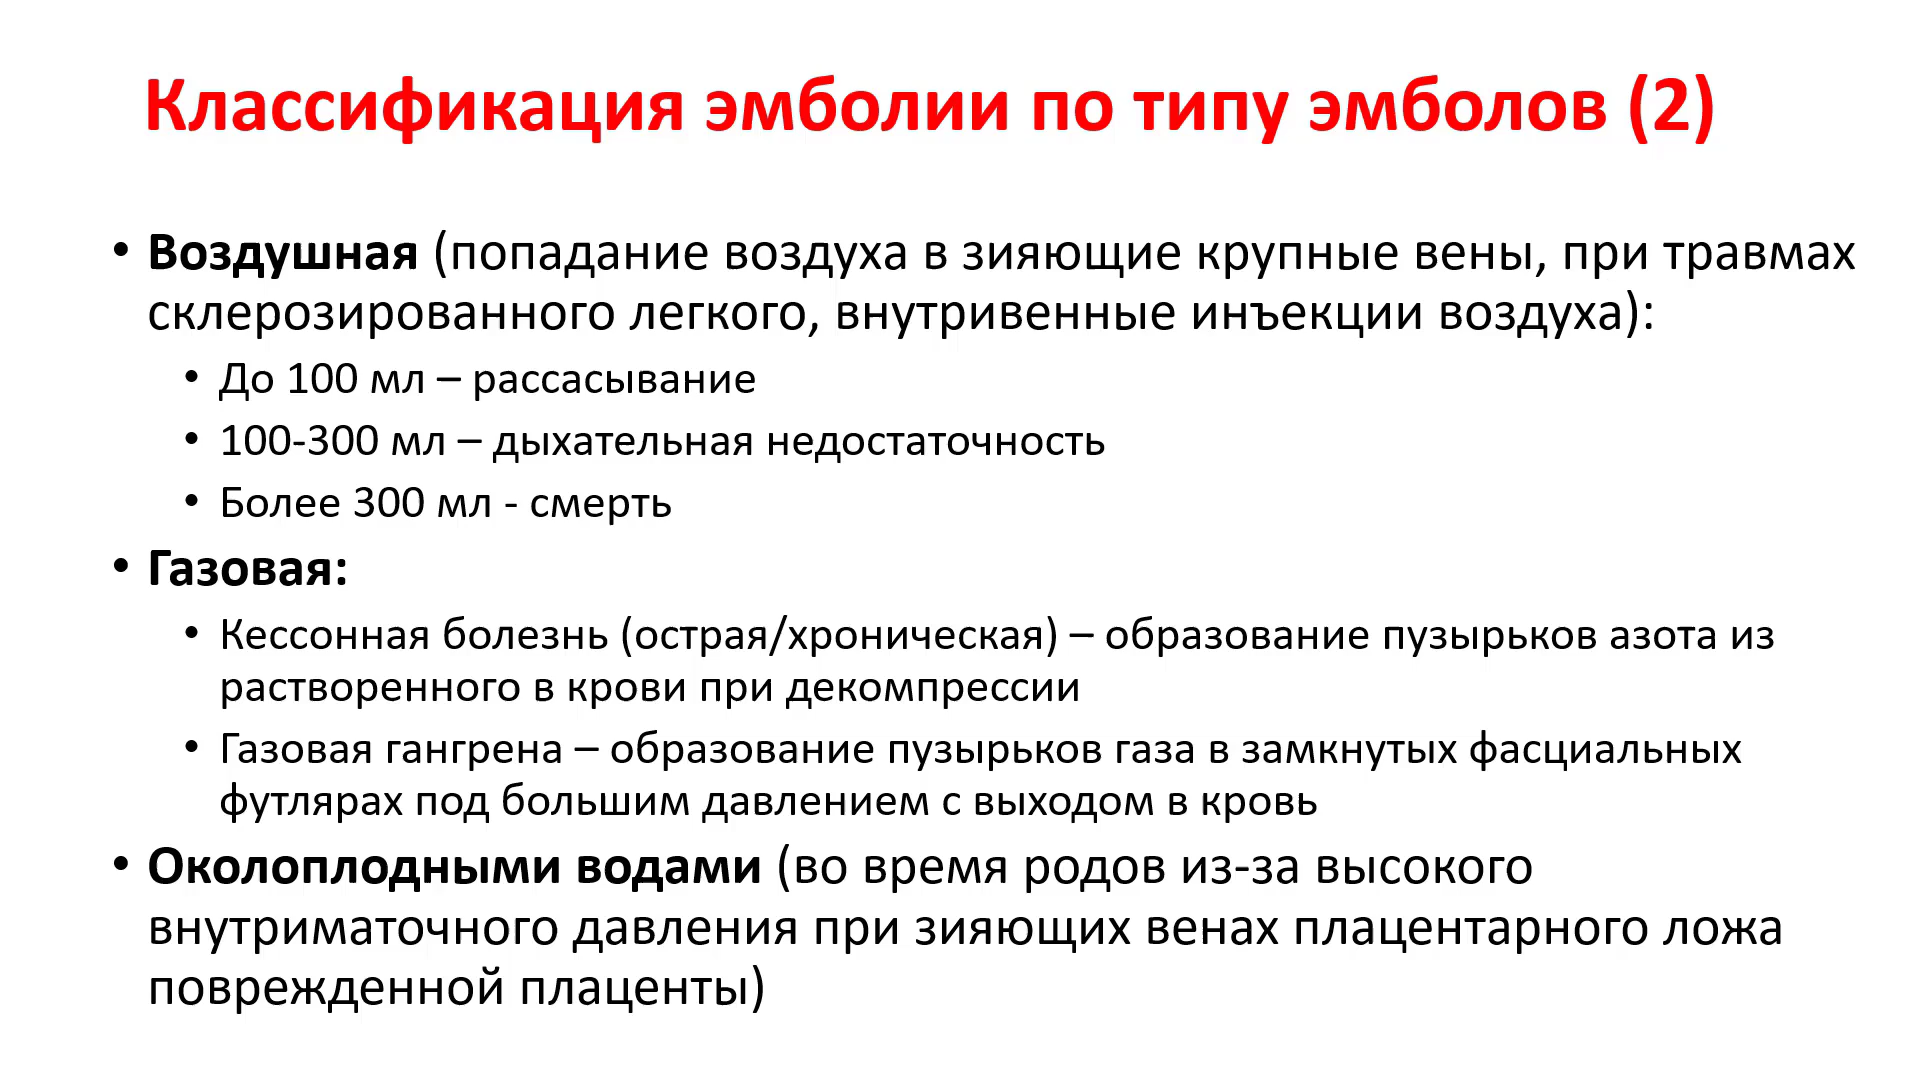 Классификация эмболии по типу эмболов (2)
• Воздушная (попадание воздуха в зияющие крупные вены, при травмах
склерозированного легкого, внутривенные инъекции воздуха):
• До 100 мл – рассасывание
• 100-300 мл – дыхательная недостаточность
• Более 300 мл - смерть
• Газовая:
• Кессонная болезнь (острая/хроническая) – образование пузырьков азота из
растворенного в крови при декомпрессии
• Газовая гангрена – образование пузырьков газа в замкнутых фасциальных
футлярах под большим давлением с выходом в кровь
• Околоплодными водами (во время родов из-за высокого
внутриматочного давления при зияющих венах плацентарного ложа
поврежденной плаценты)